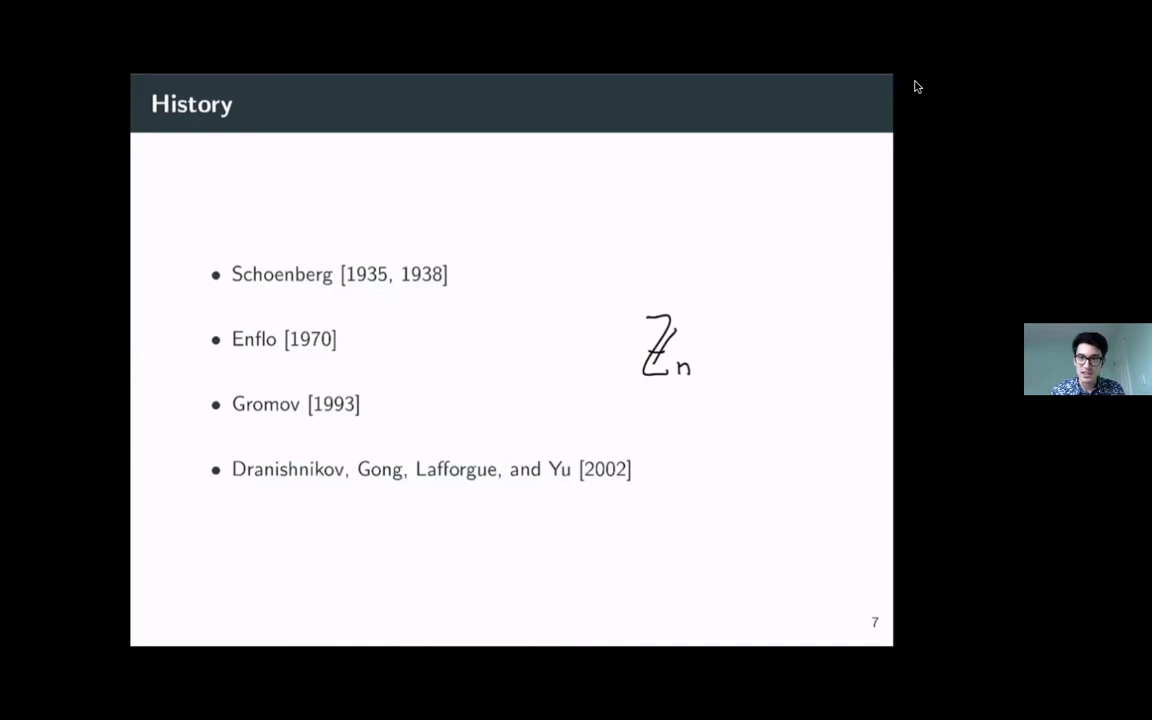 History
• Schoenberg [1935, 1938]
• Enflo [1970]
ℤn
• Gromov [1993]
• Dranishnikov, Gong, Lafforgue, and Yu [2002]
7